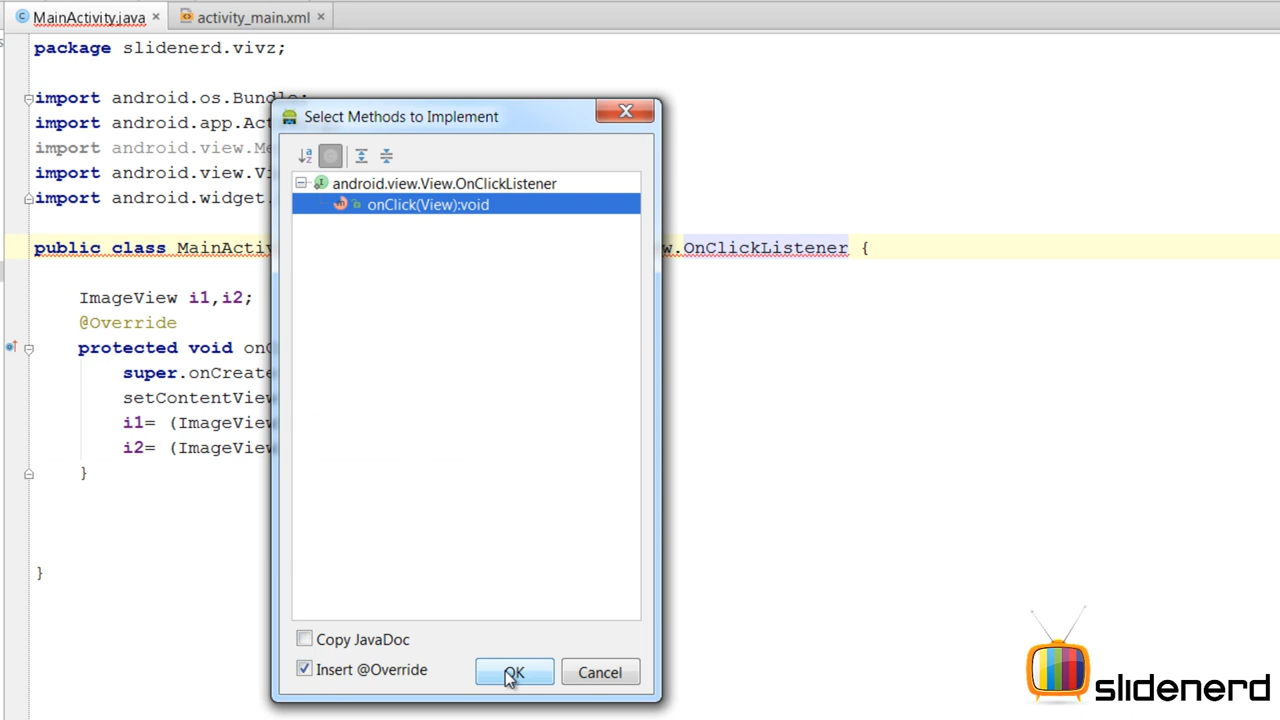 MainActivity.java
activity_main.xml
package slidenerd.vivz;
import android.os.Bundle;
import android.app.Act
import android.view.Me
import android.view.Vi
import android.widget.
public class MainActiv
w.OnClickListener {
ImageView i1,i2;
@Override
protected void onC
super.onCreate
setContentView
i1= (ImageView
i2= (ImageView
}
}
Select Methods to Implement
android.view.View.OnClickListener
onClick(View):void
Copy JavaDoc
Insert @Override
OK
Cancel
slidenerd